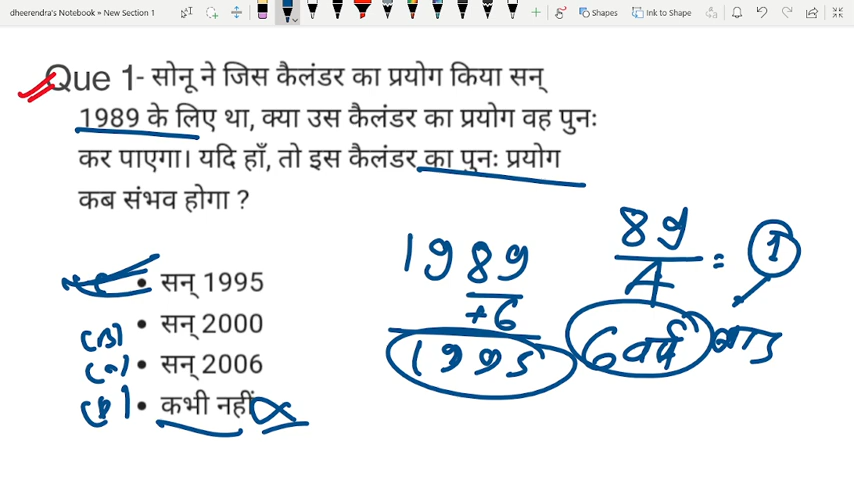 dheerendra's Notebook » New Section 1
Shapes
Ink to Shape
Que 1- सोनू ने जिस कैलंडर का प्रयोग किया सन्
1989 के लिए था, क्या उस कैलंडर का प्रयोग वह पुनः
कर पाएगा। यदि हाँ, तो इस कैलंडर का पुनः प्रयोग
कब संभव होगा ?
• सन् 1995
(B) • सन् 2000
• सन् 2006
• कभी नहीं
1989
+6
1995
89
4
= 1
6 वर्ष बाद